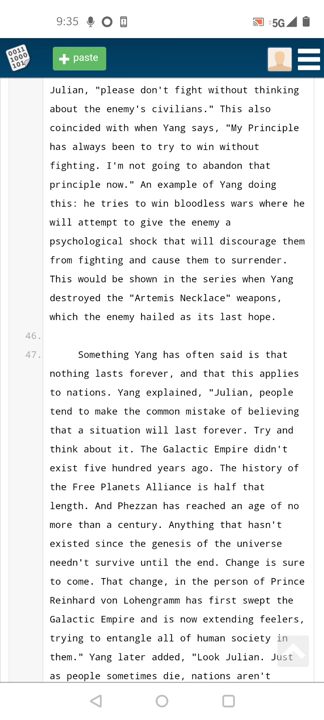 9:35
5G
0011
1000
101
+ paste
Julian, "please don't fight without thinking
about the enemy's civilians." This also
coincided with when Yang says, "My Principle
has always been to try to win without
fighting. I'm not going to abandon that
principle now." An example of Yang doing
this: he tries to win bloodless wars where he
will attempt to give the enemy a
psychological shock that will discourage them
from fighting and cause them to surrender.
This would be shown in the series when Yang
destroyed the "Artemis Necklace" weapons,
which the enemy hailed as its last hope.
46.
47. Something Yang has often said is that
nothing lasts forever, and that this applies
to nations. Yang explained, "Julian, people
tend to make the common mistake of believing
that a situation will last forever. Try and
think about it. The Galactic Empire didn't
exist five hundred years ago. The history of
the Free Planets Alliance is half that
length. And Phezzan has reached an age of no
more than a century. Anything that hasn't
existed since the genesis of the universe
needn't survive until the end. Change is sure
to come. That change, in the person of Prince
Reinhard von Lohengramm has first swept the
Galactic Empire and is now extending feelers,
trying to entangle all of human society in
them." Yang later added, "Look Julian. Just
as people sometimes die, nations aren't